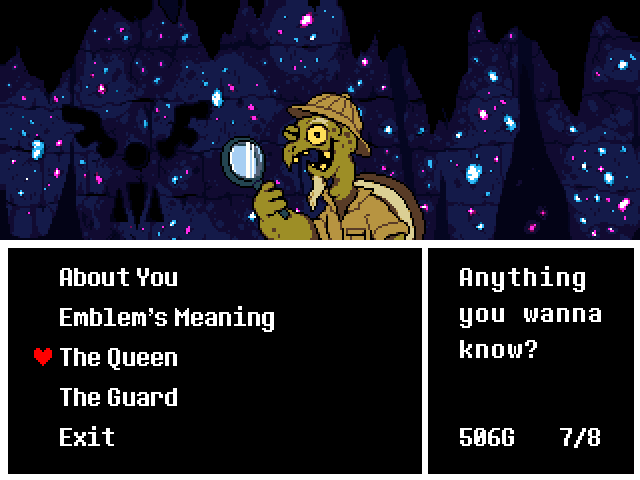 About You
Emblem's Meaning
The Queen
The Guard
Exit
Anything
you wanna
know?
506G 7/8